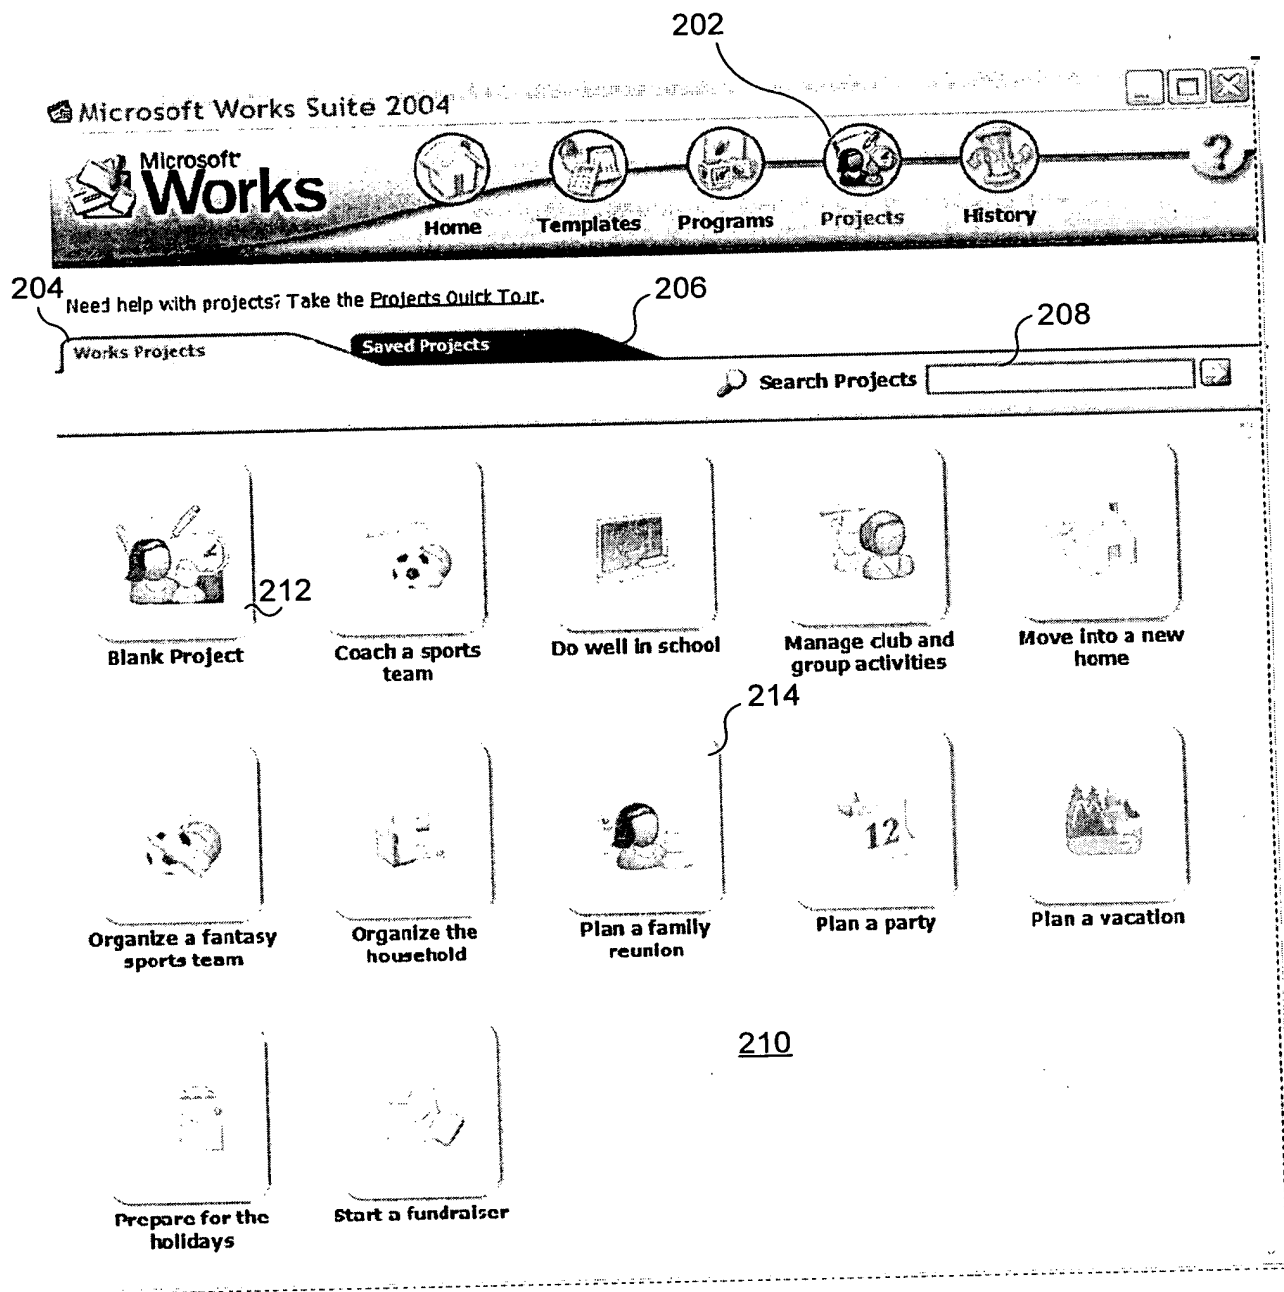 202
Microsoft Works Suite 2004
Microsoft
Works
Home
Templates
Programs
Projects
History
?
204
Need help with projects? Take the Projects Quick Tour.
206
208
Works Projects
Saved Projects
Search Projects
212
Blank Project
Coach a sports
team
Do well in school
Manage club and
group activities
Move into a new
home
214
12
Organize a fantasy
sports team
Organize the
household
Plan a family
reunion
Plan a party
Plan a vacation
210
Prepare for the
holidays
Start a fundraiser